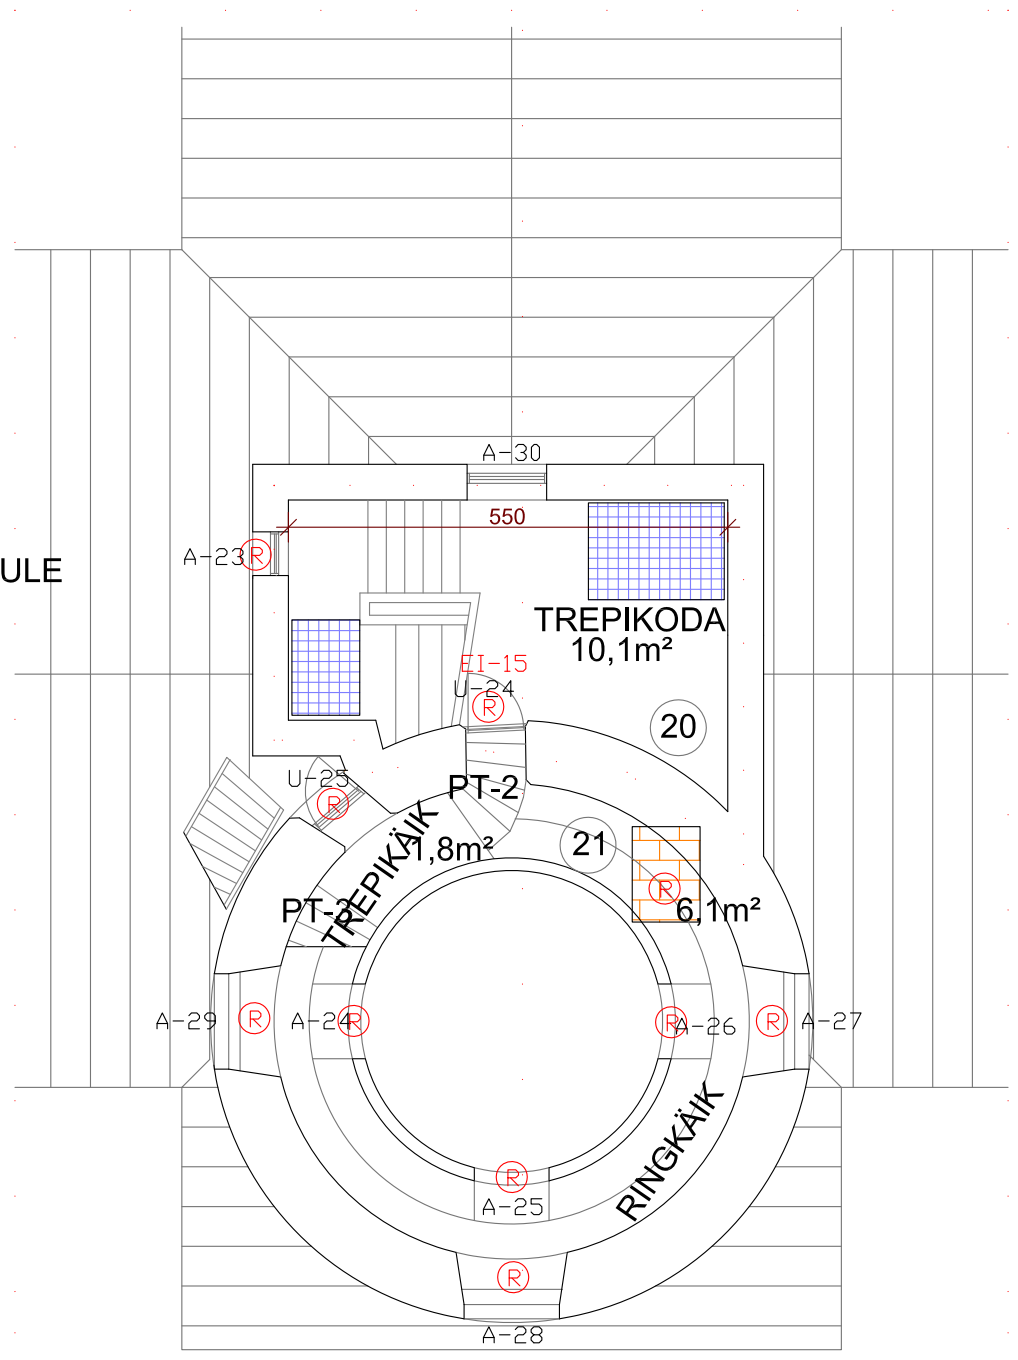 A-30
550
A-23
R
ULE
TREPIKODA
10,1m²
EI-15
U-24
R
20
U-25
R
PT-2
1,8m²
21
TREPIKÄIK
R
6,1m²
PT-3
A-29
R
A-24
R
R
A-26
R
A-27
RINGKÄIK
R
A-25
R
A-28